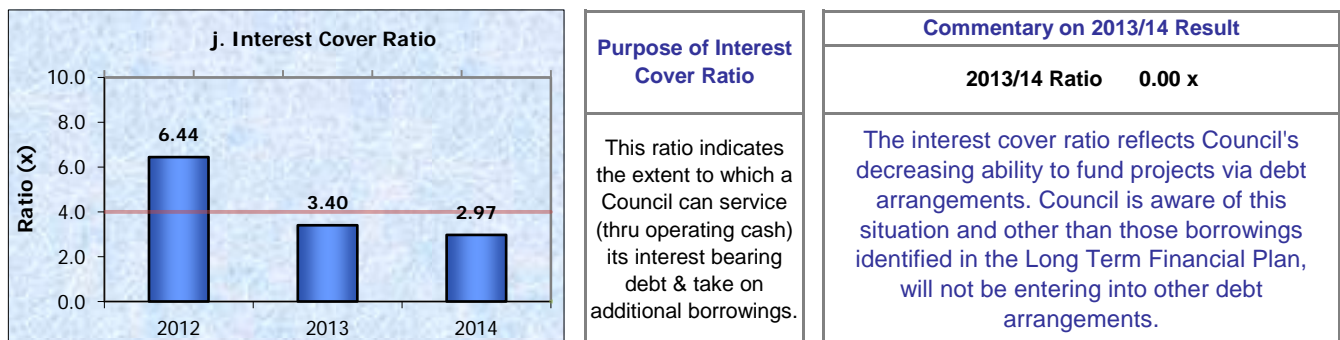 j. Interest Cover Ratio
Ratio (x)
10.0
8.0
6.0
4.0
2.0
0.0
6.44
3.40
2.97
2012
2013
2014
Purpose of Interest
Cover Ratio
This ratio indicates
the extent to which a
Council can service
(thru operating cash)
its interest bearing
debt & take on
additional borrowings.
Commentary on 2013/14 Result
2013/14 Ratio 0.00 x
The interest cover ratio reflects Council's
decreasing ability to fund projects via debt
arrangements. Council is aware of this
situation and other than those borrowings
identified in the Long Term Financial Plan,
will not be entering into other debt
arrangements.